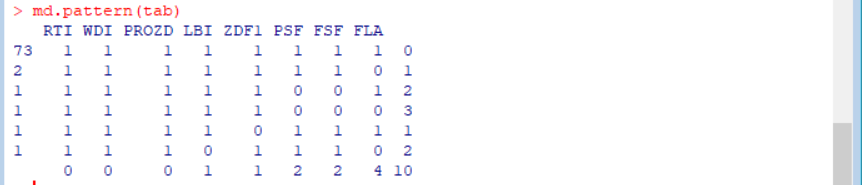 > md.pattern(tab)
RTI WDI PROZD LBI ZDF1 PSF FSF FLA
73 1 1 1 1 1 1 1 1 0
2 1 1 1 1 1 1 1 0 1
1 1 1 1 1 1 0 0 1 2
1 1 1 1 1 1 0 0 0 3
1 1 1 1 1 0 1 1 1 1
1 1 1 1 0 1 1 1 0 2
0 0 0 1 1 2 2 4 10